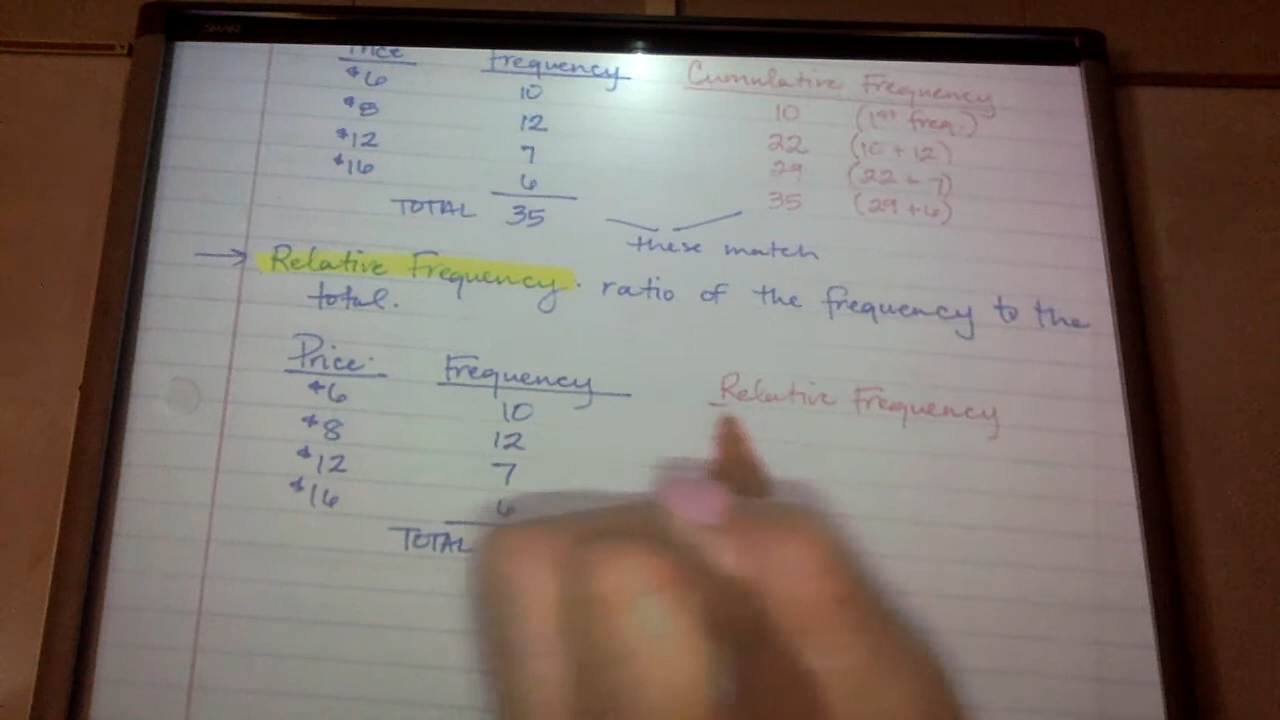 Price Frequency Cumulative Frequency
$6 10 10 (1st freq.)
$8 12 22 (10 + 12)
$12 7 29 (22 + 7)
$16 6 35 (29 + 6)
TOTAL 35
these match
→ Relative Frequency. ratio of the frequency to the
total.
Price Frequency Relative Frequency
$6 10
$8 12
$12 7
$16 6
TOTAL